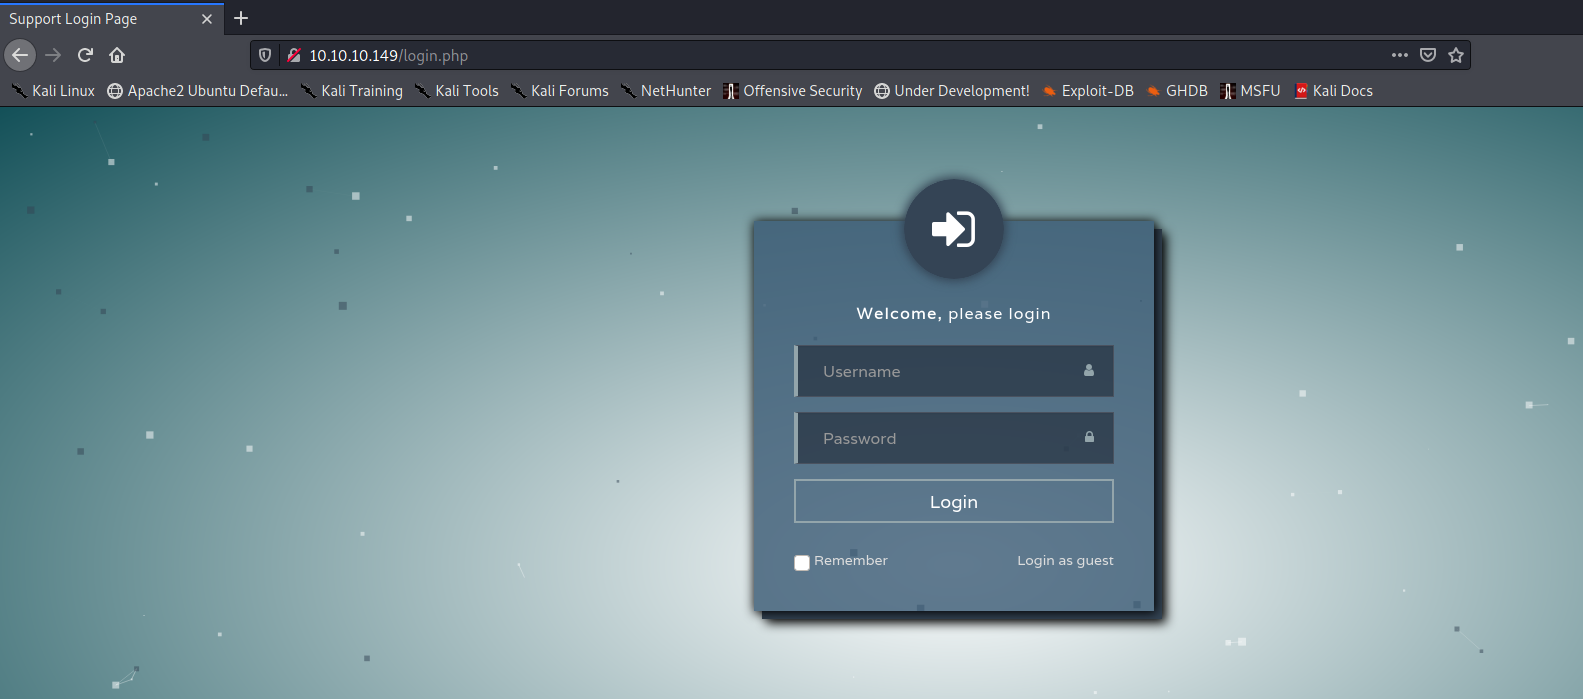 Support Login Page
10.10.10.149/login.php
Kali Linux Apache2 Ubuntu Defau... Kali Training Kali Tools Kali Forums NetHunter Offensive Security Under Development! Exploit-DB GHDB MSFU Kali Docs
Welcome, please login
Username
Password
Login
Remember Login as guest